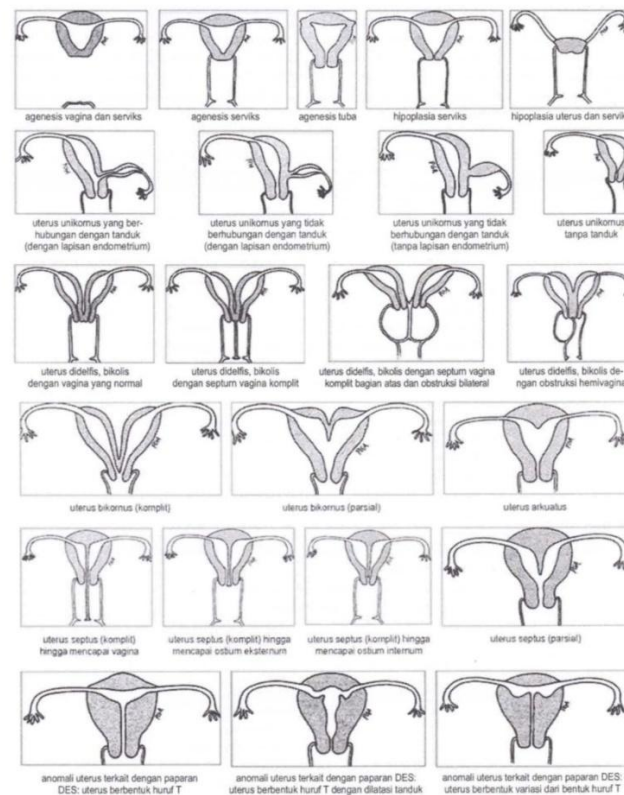 agenesis vagina dan serviks
agenesis serviks
agenesis tuba
hipoplasia serviks
hipoplasia uterus dan servik
uterus unikornus yang ber-
hubungan dengan tanduk
(dengan lapisan endometrium)
uterus unikornus yang tidak
berhubungan dengan tanduk
(dengan lapisan endometrium)
uterus unikornus yang tidak
berhubungan dengan tanduk
(tanpa lapisan endometrium)
uterus unikornus
tanpa tanduk
uterus didelfis, bikolis
dengan vagina yang normal
uterus didelfis, bikolis
dengan septum vagina komplit
uterus didelfis, bikolis dengan septum vagina
komplit bagian atas dan obstruksi bilateral
uterus didelfis, bikolis de-
ngan obstruksi hemivagina
uterus bikornus (komplit)
uterus bikornus (parsial)
uterus arkuatus
uterus septus (komplit)
hingga mencapai vagina
uterus septus (komplit) hingga
mencapai ostium eksternum
uterus septus (komplit) hingga
mencapai ostium internum
uterus septus (parsial)
anomali uterus terkait dengan paparan
DES: uterus berbentuk huruf T
anomali uterus terkait dengan paparan DES:
uterus berbentuk huruf T dengan dilatasi tanduk
anomali uterus terkait dengan paparan DES:
uterus berbentuk variasi dari bentuk huruf T